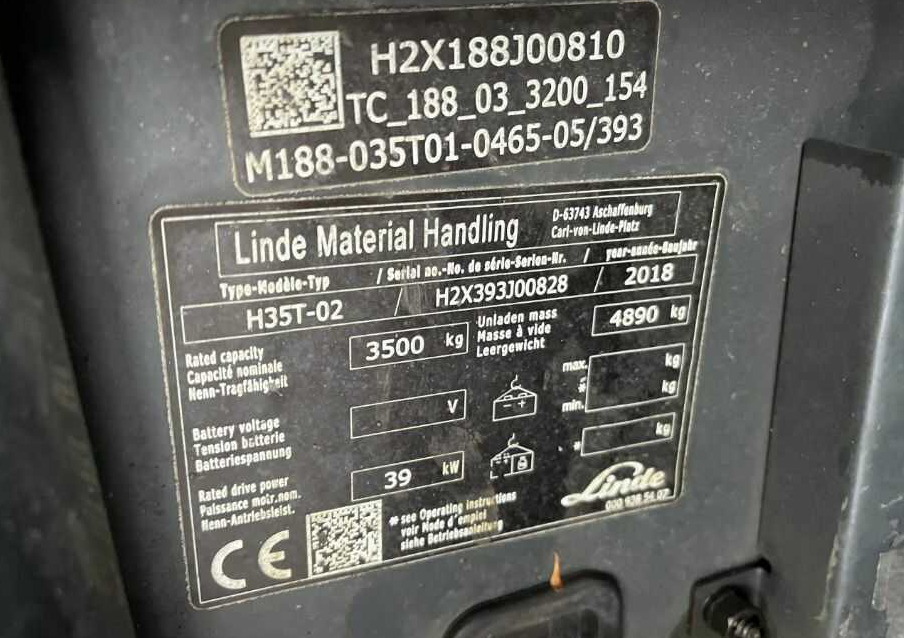 H2X188J00810
TC_188_03_3200_154
M188-035T01-0465-05/393
Linde Material Handling
D-63743 Aschaffenburg
Carl-von-Linde-Platz
Type-Modèle-Typ / Serial no.-No. de série-Serien-Nr. / year-année-Baujahr
H35T-02 / H2X393J00828 / 2018
Rated capacity
Capacité nominale
Nenn-Tragfähigkeit
3500 kg
Unladen mass
Masse à vide
Leergewicht
4890 kg
Battery voltage
Tension batterie
Batteriespannung
V
- +
max. kg
*
min. kg
* kg
Rated drive power
Puissance motr.nom.
Nenn-Antriebsleist.
39 kW
CE
* see Operating instructions
voir Mode d'emploi
siehe Betriebsanleitung
Linde